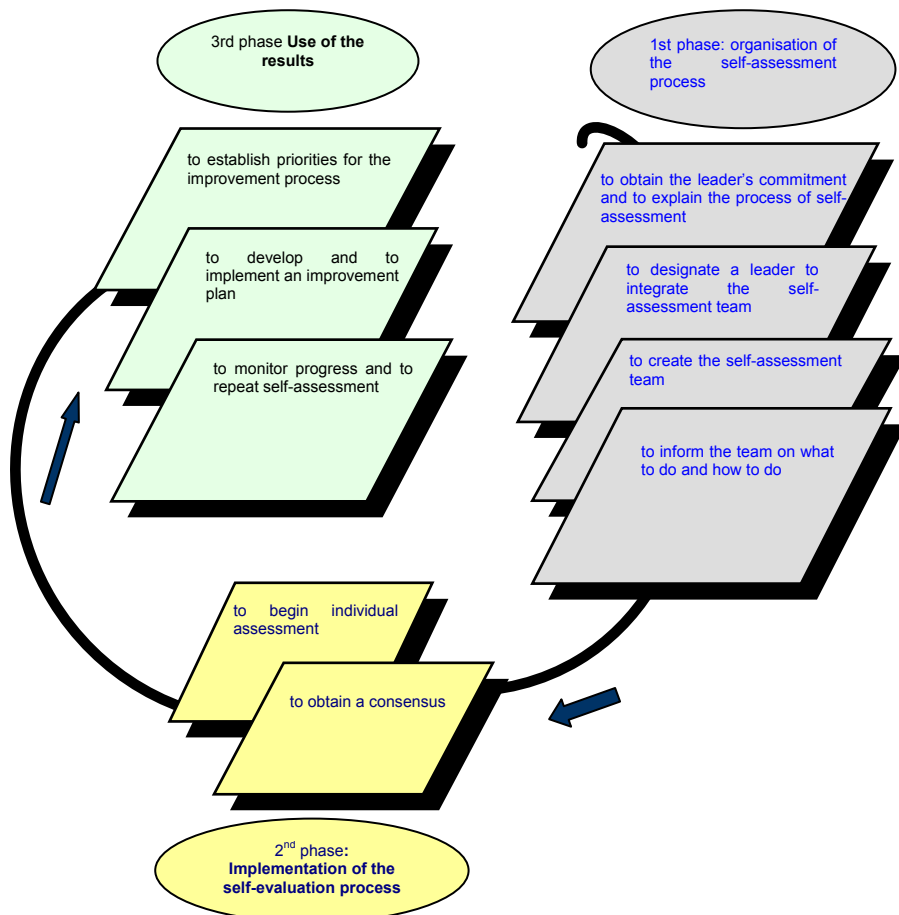 3rd phase Use of the
results
1st phase: organisation of
the self-assessment
process
to establish priorities for the
improvement process
to develop and to
implement an improvement
plan
to monitor progress and to
repeat self-assessment
to obtain the leader's commitment
and to explain the process of self-
assessment
to designate a leader to
integrate the self-
assessment team
to create the self-assessment
team
to inform the team on what
to do and how to do
to begin individual
assessment
to obtain a consensus
2nd phase:
Implementation of the
self-evaluation process